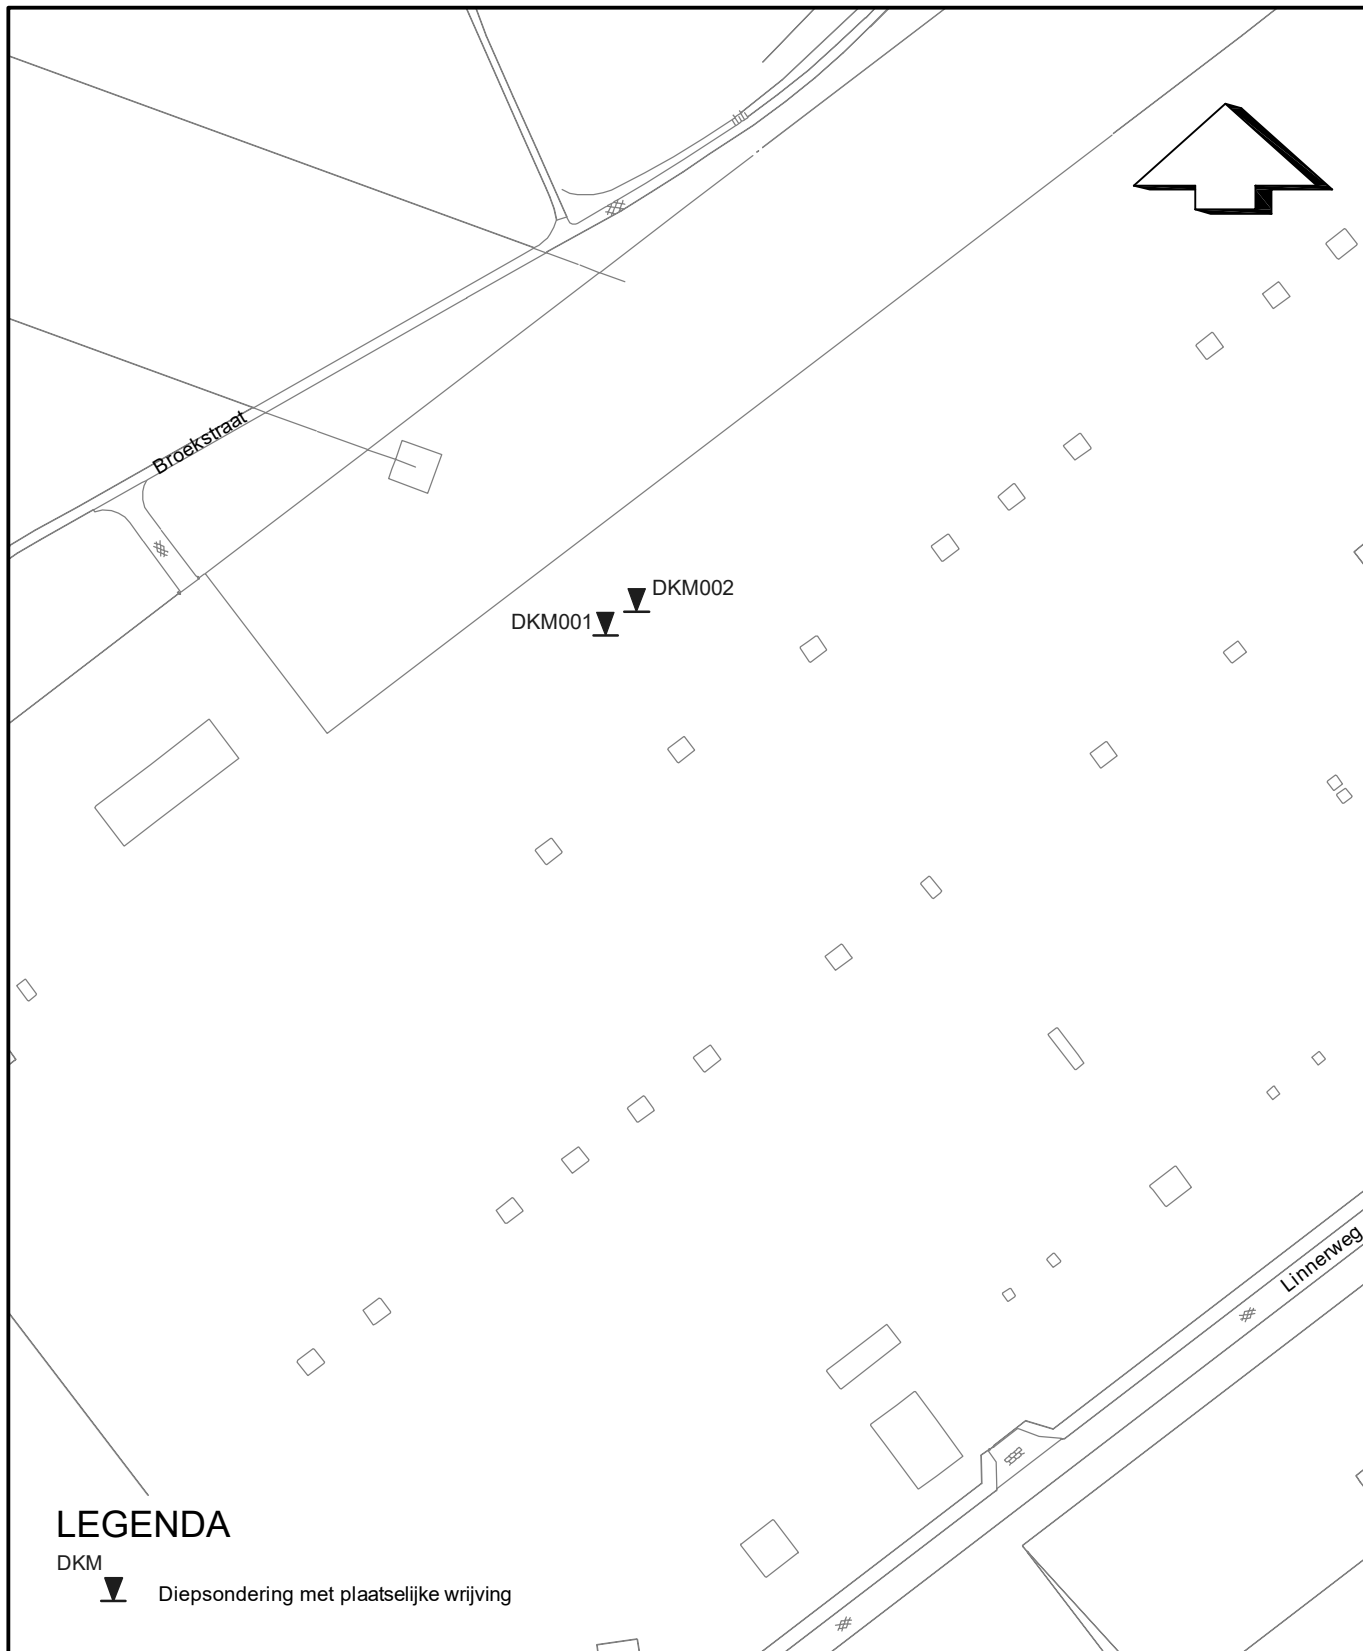 Broekstraat
DKM002
DKM001
Linnerweg
LEGENDA
DKM
Diepsondering met plaatselijke wrijving